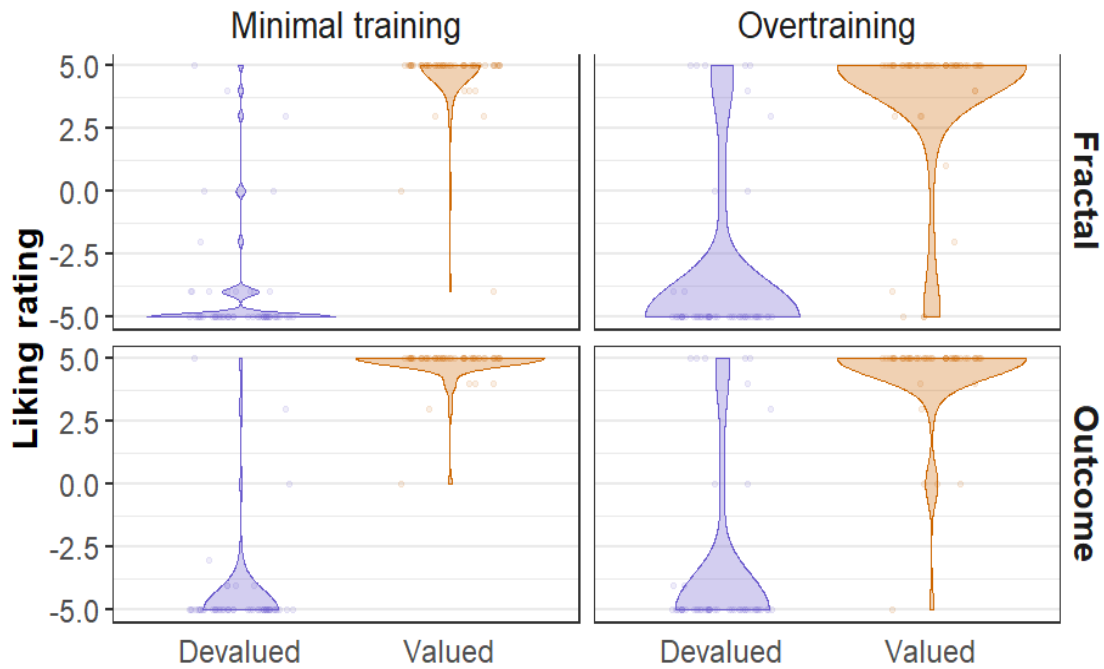 Minimal training
Overtraining
Liking rating
5.0
2.5
0.0
-2.5
-5.0
Fractal
5.0
2.5
0.0
-2.5
-5.0
Outcome
Devalued
Valued
Devalued
Valued